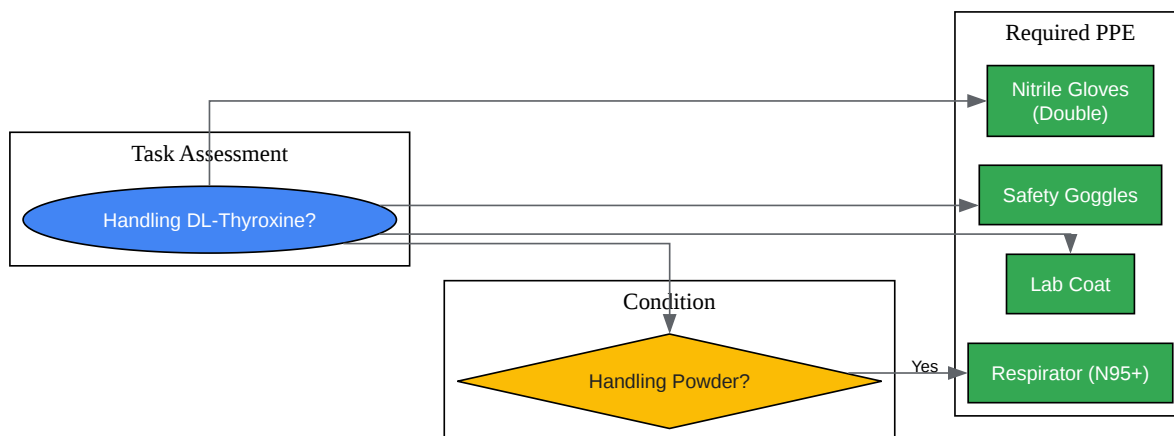 Required PPE
Nitrile Gloves
(Double)
Task Assessment
Safety Goggles
Handling DL-Thyroxine?
Lab Coat
Condition
Handling Powder?
Yes
Respirator (N95+)